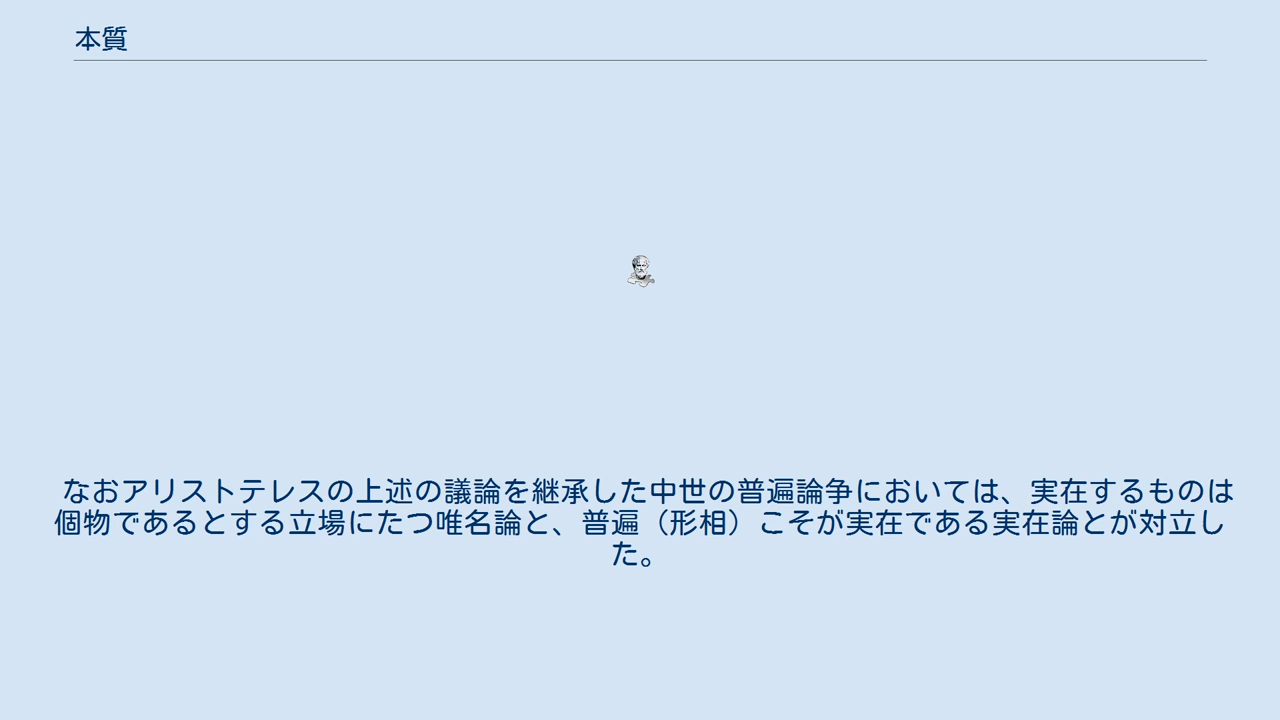 本質
なおアリストテレスの上述の議論を継承した中世の普遍論争においては、実在するものは
個物であるとする立場にたつ唯名論と、普遍（形相）こそが実在である実在論とが対立し
た。